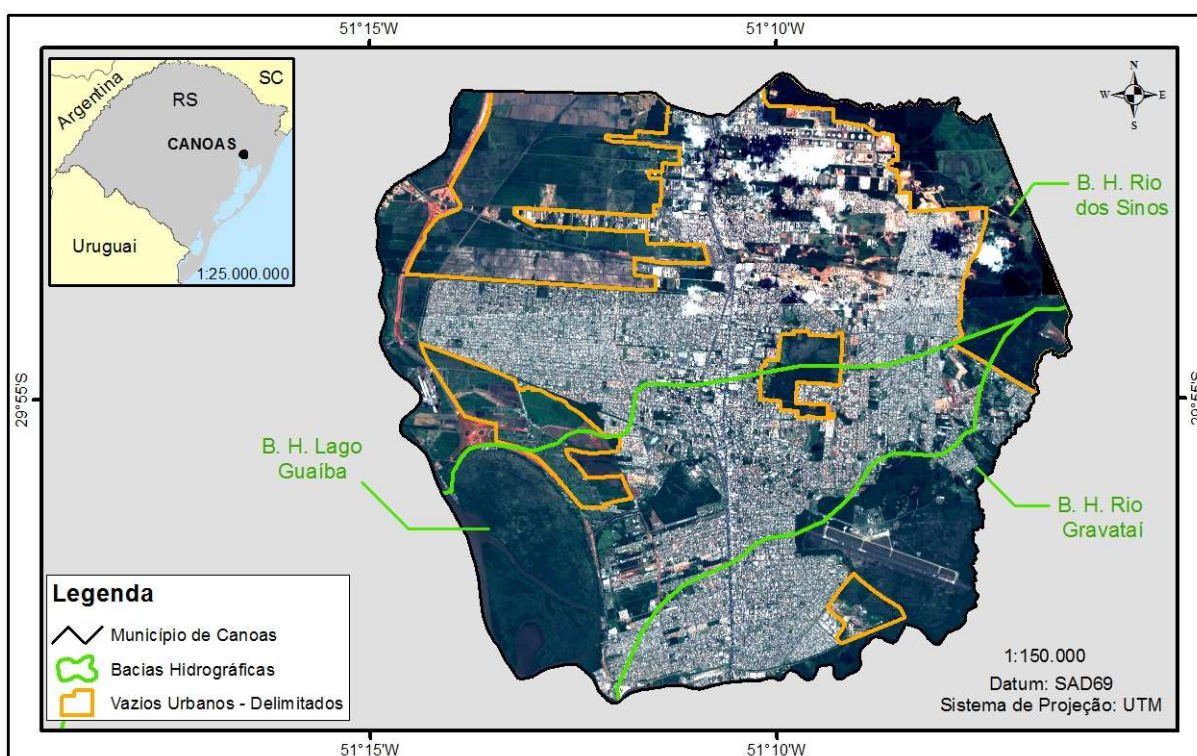 51°15'W
51°10'W
Argentina
SC
RS
CANOAS
Uruguai
1:25.000.000
N
W
E
S
B. H. Rio
dos Sinos
29°55'S
29°55'S
B. H. Lago
Guaíba
B. H. Rio
Gravataí
Legenda
Município de Canoas
Bacias Hidrográficas
Vazios Urbanos - Delimitados
1:150.000
Datum: SAD69
Sistema de Projeção: UTM
51°15'W
51°10'W